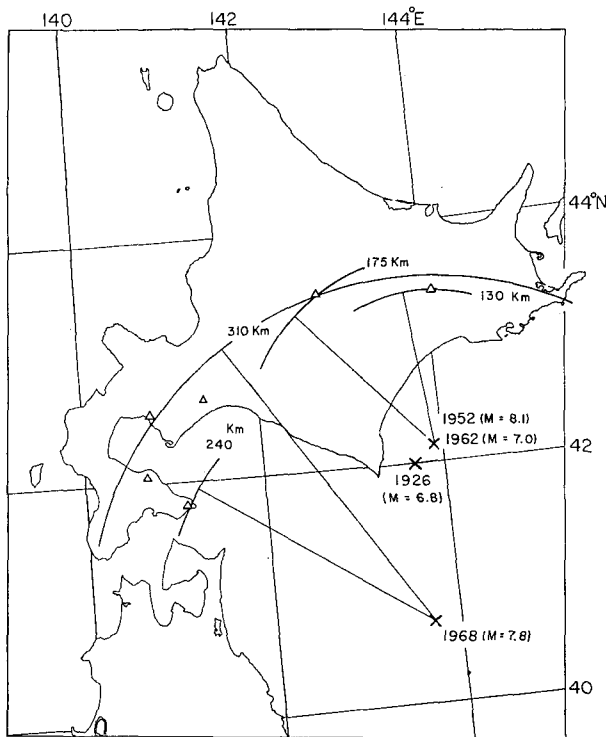 140
142
144°E
44°N
175 Km
130 Km
310 Km
1952 (M = 8.1)
1962 (M = 7.0)
42
Km
240
1926
(M = 6.8)
1968 (M = 7.8)
40